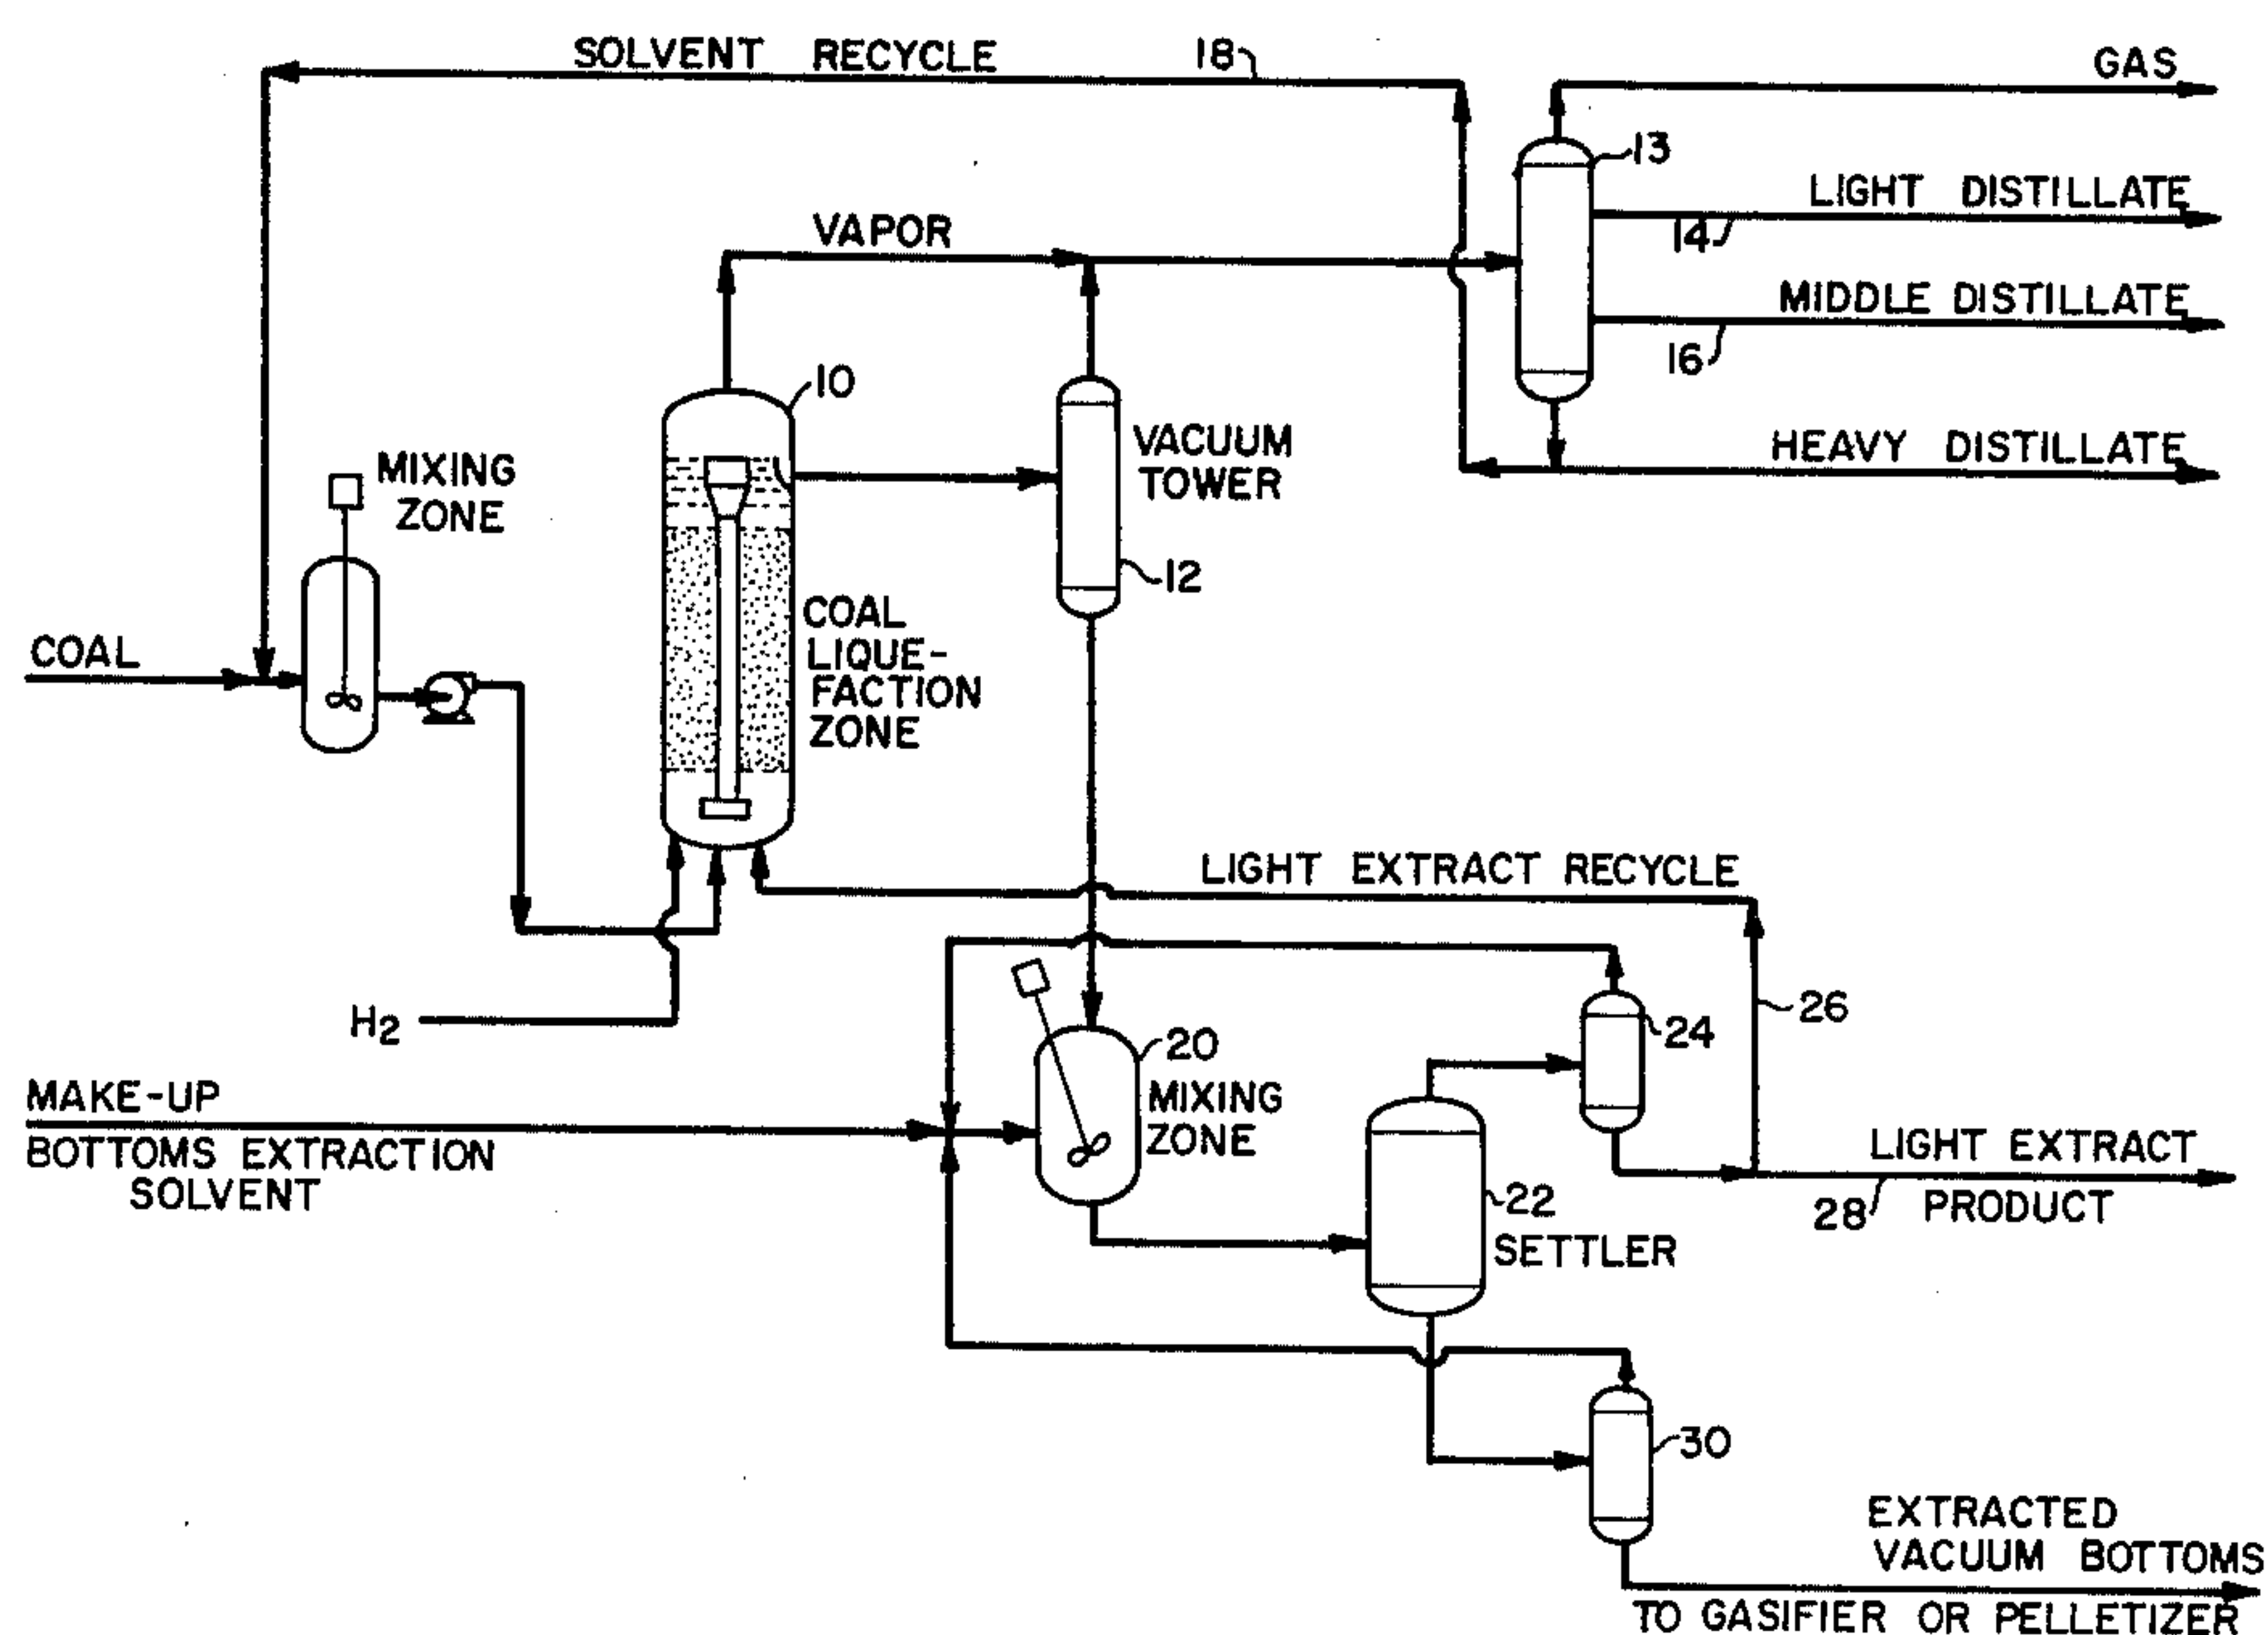 SOLVENT RECYCLE
18
GAS
13
LIGHT DISTILLATE
14
VAPOR
MIDDLE DISTILLATE
16
10
HEAVY DISTILLATE
VACUUM
TOWER
12
MIXING
ZONE
COAL
COAL
LIQUE-
FACTION
ZONE
LIGHT EXTRACT RECYCLE
26
H2
24
20
MIXING
ZONE
MAKE-UP
BOTTOMS EXTRACTION
SOLVENT
22
SETTLER
LIGHT EXTRACT
28
PRODUCT
30
EXTRACTED
VACUUM BOTTOMS
TO GASIFIER OR PELLETIZER